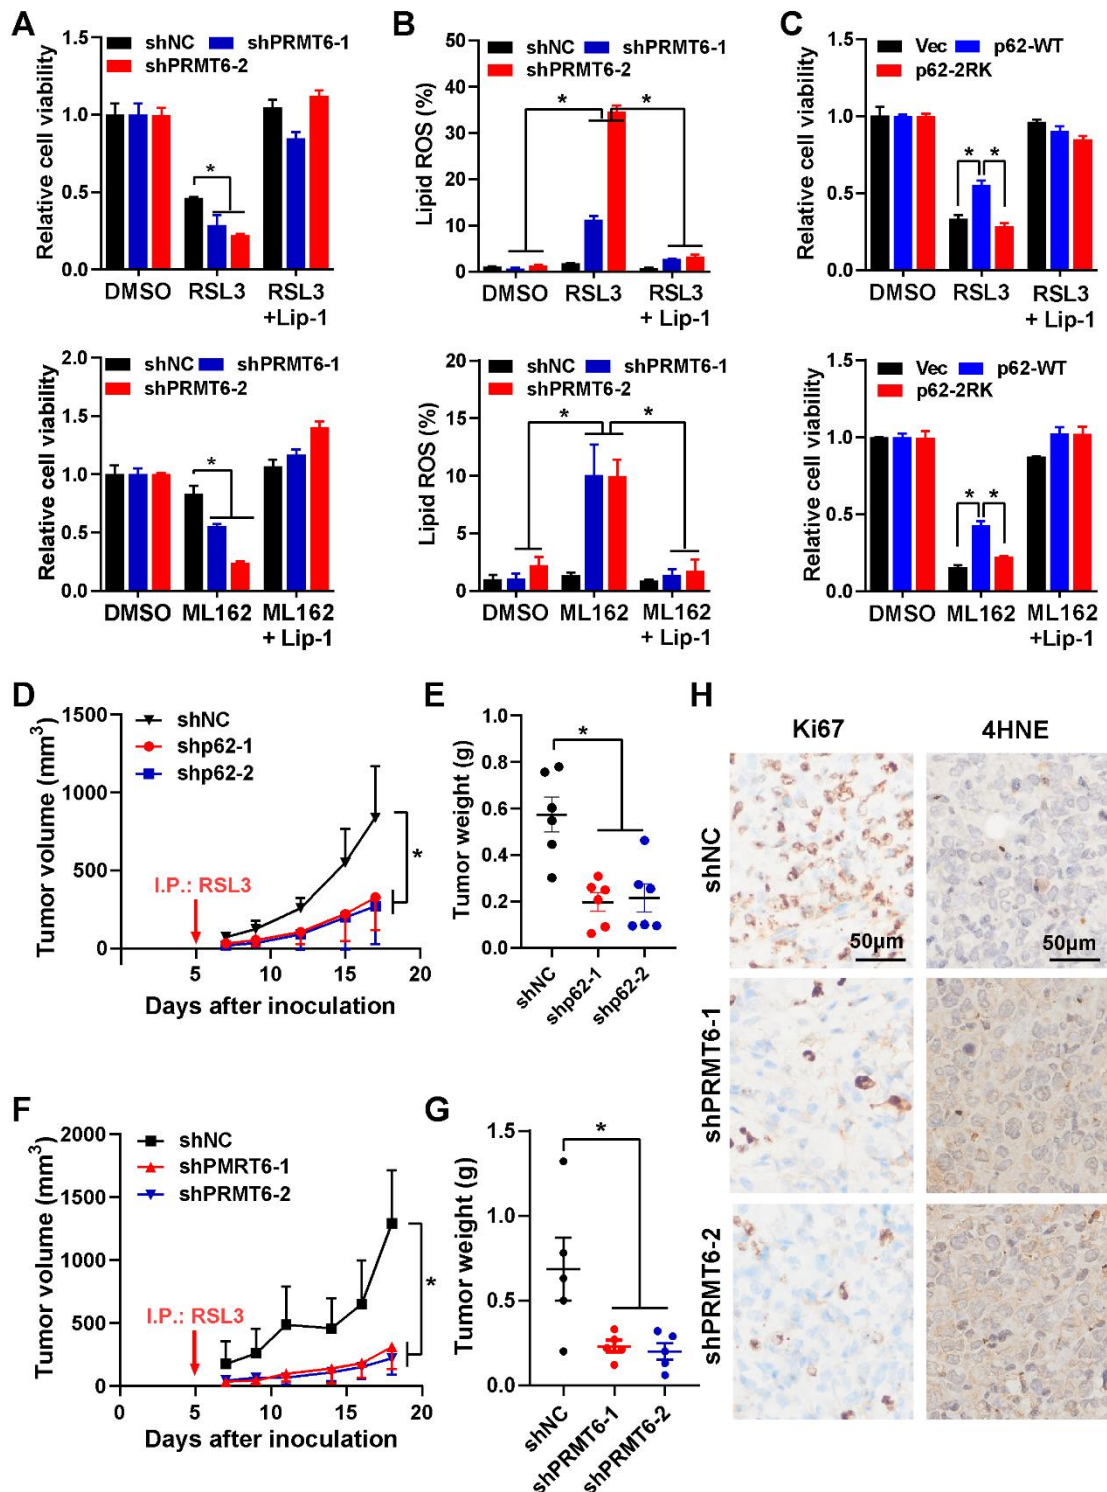 A
shNC shPRMT6-1
shPRMT6-2
Relative cell viability
1.5
1.0
0.5
0.0
DMSO RSL3 RSL3
+Lip-1
shNC shPRMT6-1
shPRMT6-2
Relative cell viability
2.0
1.5
1.0
0.5
0.0
*
*
DMSO ML162 ML162
+ Lip-1
B
shNC shPRMT6-1
shPRMT6-2
Lipid ROS (%)
50
40
30
20
10
0
* *
DMSO RSL3 RSL3
+ Lip-1
shNC shPRMT6-1
shPRMT6-2
Lipid ROS (%)
20
15
10
5
0
* *
DMSO ML162 ML162
+ Lip-1
C
Vec p62-WT
p62-2RK
Relative cell viability
1.5
1.0
0.5
0.0
* *
DMSO RSL3 RSL3
+ Lip-1
Vec p62-WT
p62-2RK
Relative cell viability
1.5
1.0
0.5
0.0
* *
DMSO ML162 ML162
+Lip-1
D
shNC
shp62-1
shp62-2
Tumor volume (mm3)
1500
1000
500
0
I.P.: RSL3
*
0 5 10 15 20
Days after inoculation
E
Tumor weight (g)
1.0
0.8
0.6
0.4
0.2
0.0
*
shNC
shp62-1
shp62-2
F
shNC
shPMRT6-1
shPRMT6-2
Tumor volume (mm3)
2000
1500
1000
500
0
I.P.: RSL3
*
0 5 10 15 20
Days after inoculation
G
Tumor weight (g)
1.5
1.0
0.5
0.0
*
shNC
shPRMT6-1
shPRMT6-2
H
Ki67 4HNE
shNC
50μm 50μm
shPRMT6-1
shPRMT6-2